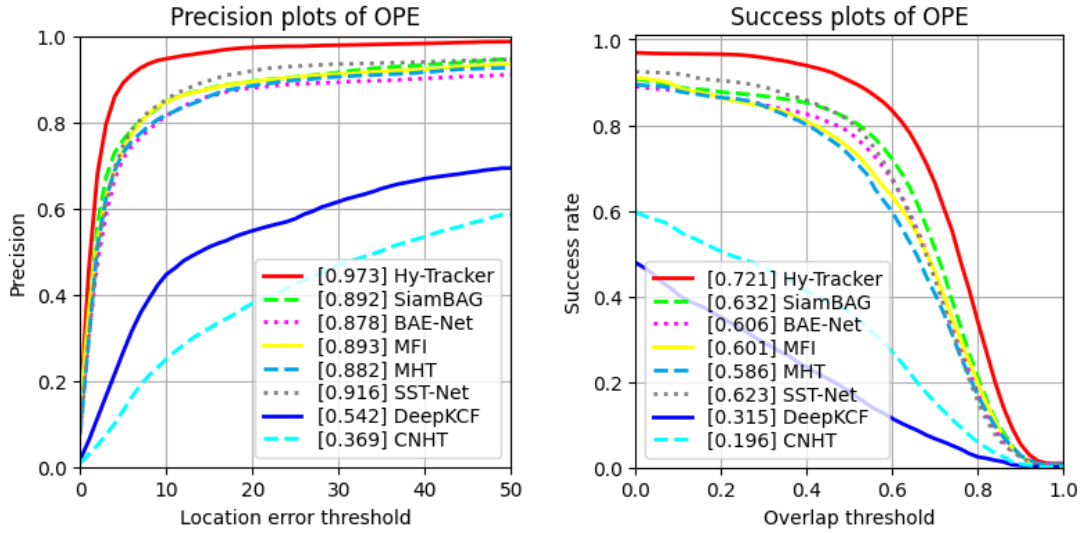 Precision plots of OPE
1.0
0.8
0.6
0.4
0.2
0.0
Precision
0
10
20
30
40
50
Location error threshold
[0.973] Hy-Tracker
[0.892] SiamBAG
[0.878] BAE-Net
[0.893] MFI
[0.882] MHT
[0.916] SST-Net
[0.542] DeepKCF
[0.369] CNHT
Success plots of OPE
1.0
0.8
0.6
0.4
0.2
0.0
Success rate
0.0
0.2
0.4
0.6
0.8
1.0
Overlap threshold
[0.721] Hy-Tracker
[0.632] SiamBAG
[0.606] BAE-Net
[0.601] MFI
[0.586] MHT
[0.623] SST-Net
[0.315] DeepKCF
[0.196] CNHT